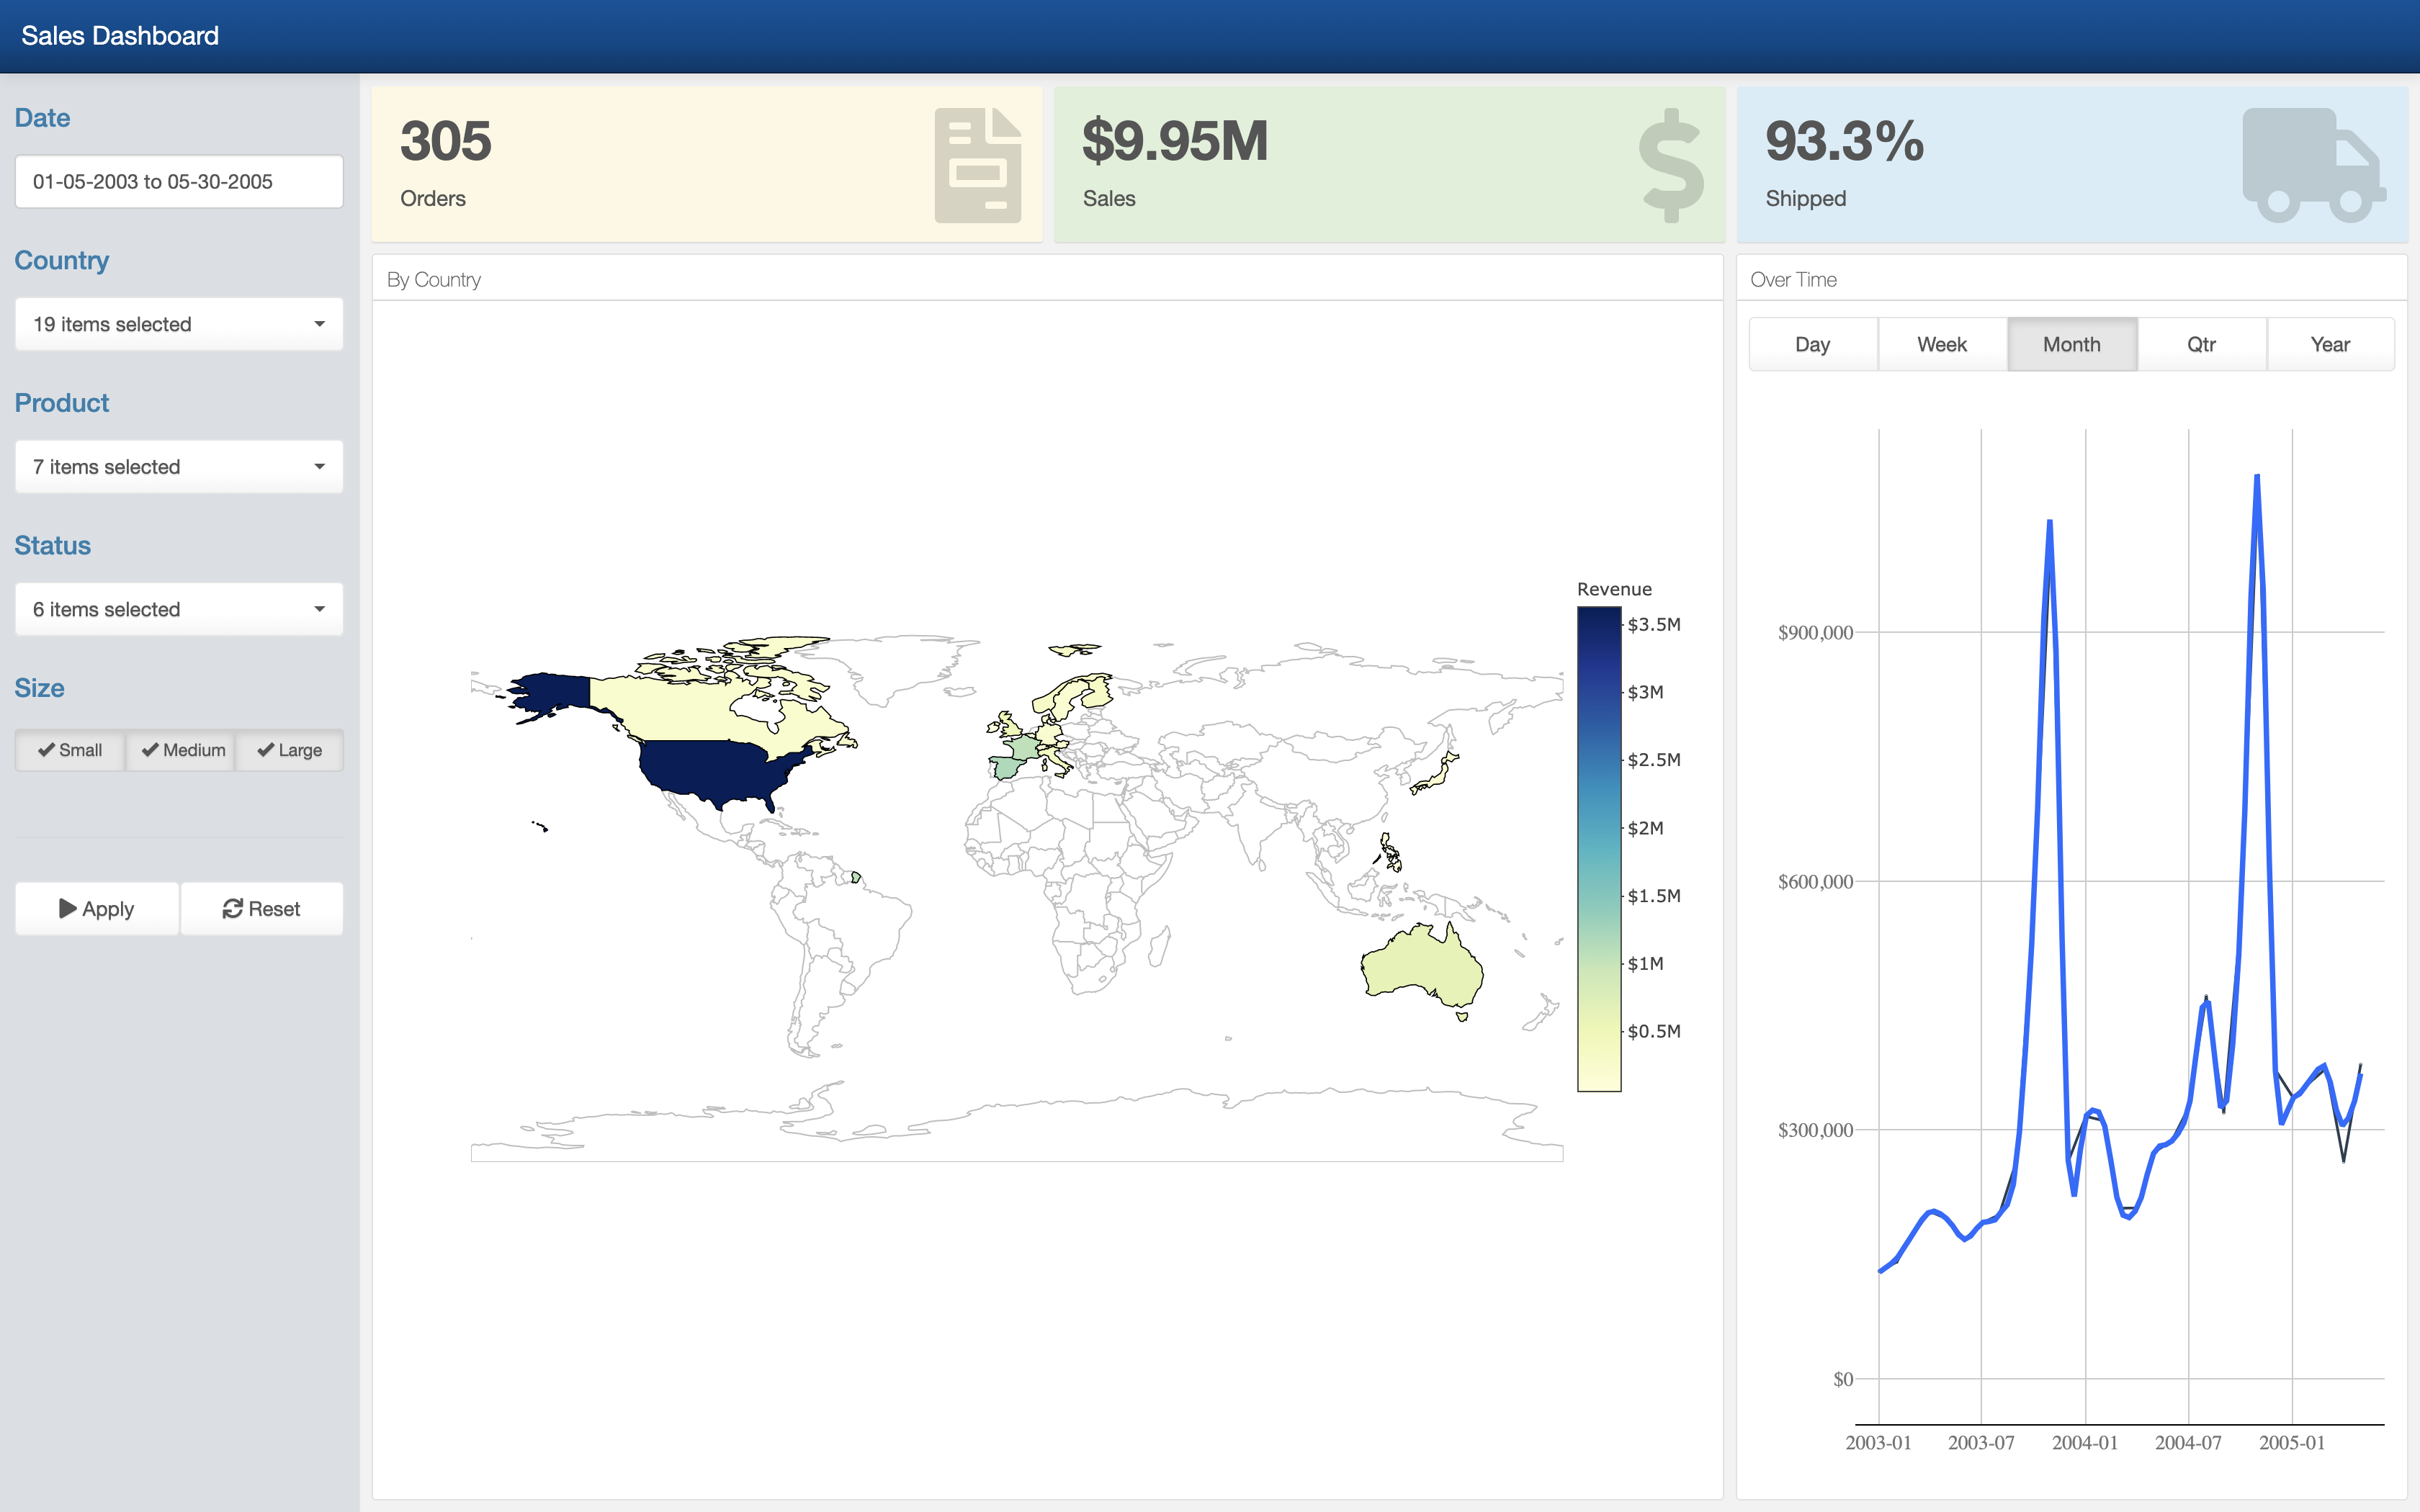 Sales Dashboard
Date
01-05-2003 to 05-30-2005
Country
19 items selected
Product
7 items selected
Status
6 items selected
Size
Small Medium Large
Apply Reset
305
Orders
$9.95M
Sales
93.3%
Shipped
By Country
Revenue
$3.5M
$3M
$2.5M
$2M
$1.5M
$1M
$0.5M
Over Time
Day Week Month Qtr Year
$900,000
$600,000
$300,000
$0
2003-01 2003-07 2004-01 2004-07 2005-01